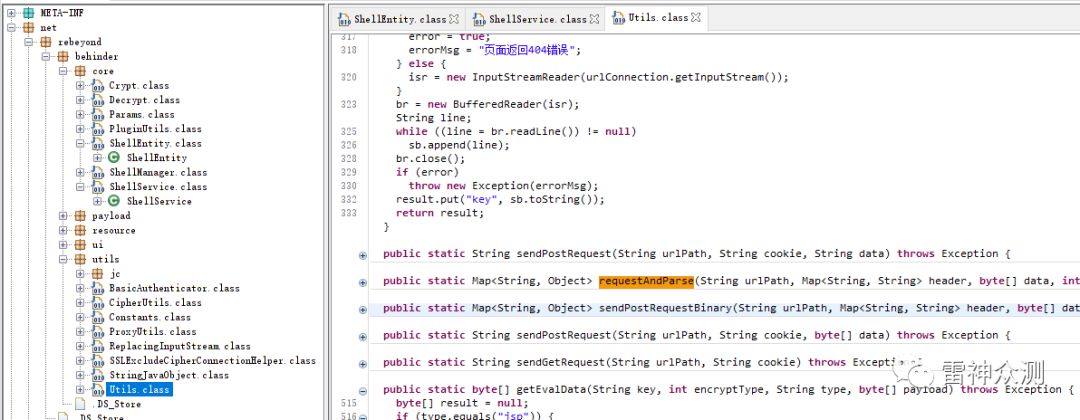 META-INF
net
rebeyond
behinder
core
Crypt.class
Decrypt.class
Params.class
PluginUtils.class
ShellEntity.class
ShellEntity
ShellManager.class
ShellService.class
ShellService
payload
resource
ui
utils
jc
BasicAuthenticator.class
CipherUtils.class
Constants.class
ProxyUtils.class
ReplacingInputStream.class
SSLExcludeCipherConnectionHelper.class
StringJavaObject.class
Utils.class
.DS_Store
.DS_Store
ShellEntity.class ShellService.class Utils.class
317 error = true;
318 errorMsg = "页面返回404错误";
} else {
320 isr = new InputStreamReader(urlConnection.getInputStream());
}
323 br = new BufferedReader(isr);
String line;
325 while ((line = br.readLine()) != null)
326 sb.append(line);
328 br.close();
329 if (error)
330 throw new Exception(errorMsg);
332 result.put("key", sb.toString());
333 return result;
}
public static String sendPostRequest(String urlPath, String cookie, String data) throws Exception {
public static Map<String, Object> requestAndParse(String urlPath, Map<String, String> header, byte[] data, int
public static Map<String, Object> sendPostRequestBinary(String urlPath, Map<String, String> header, byte[] dat
public static String sendPostRequest(String urlPath, String cookie, byte[] data) throws Exception {
public static String sendGetRequest(String urlPath, String cookie) throws Exception
public static byte[] getEvalData(String key, int encryptType, String type, byte[] payload) throws Exception {
515 byte[] result = null;
516 if (type.equals("jsp")) {
雷神众测